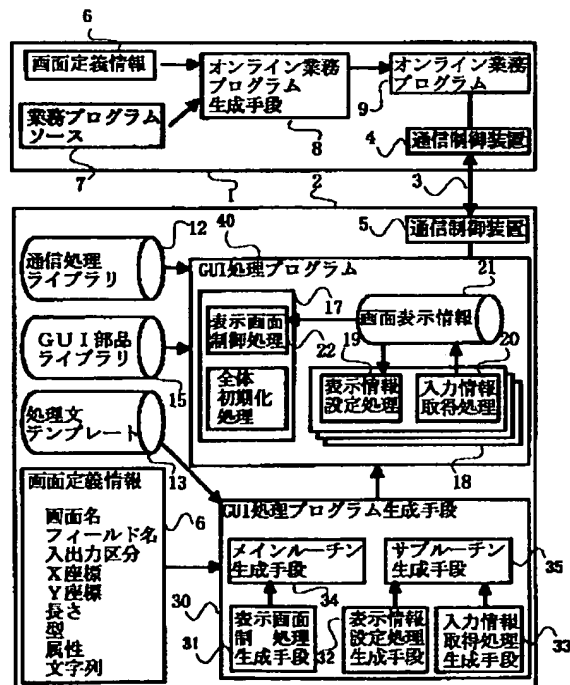 6
画面定義情報
オンライン業務
プログラム
生成手段
オンライン業務
プログラム
9
業務プログラム
ソース
8
4
通信制御装置
7
1
2
3
12
40
5
通信制御装置
通信処理
ライブラリ
GUI処理プログラム
21
17
表示画面
制御処理
22
画面表示情報
GUI部品
ライブラリ
15
19
20
全体
初期化
処理
表示情報
設定処理
入力情報
取得処理
処理文
テンプレート
13
18
画面定義情報
6
画面名
フィールド名
入出力区分
X座標
Y座標
長さ
型
属性
文字列
GUI処理プログラム生成手段
メインルーチン
生成手段
サブルーチン
生成手段
35
34
30
31
表示画面
制 処理
生成手段
32
表示情報
設定処理
生成手段
入力情報
取得処理
生成手段
33